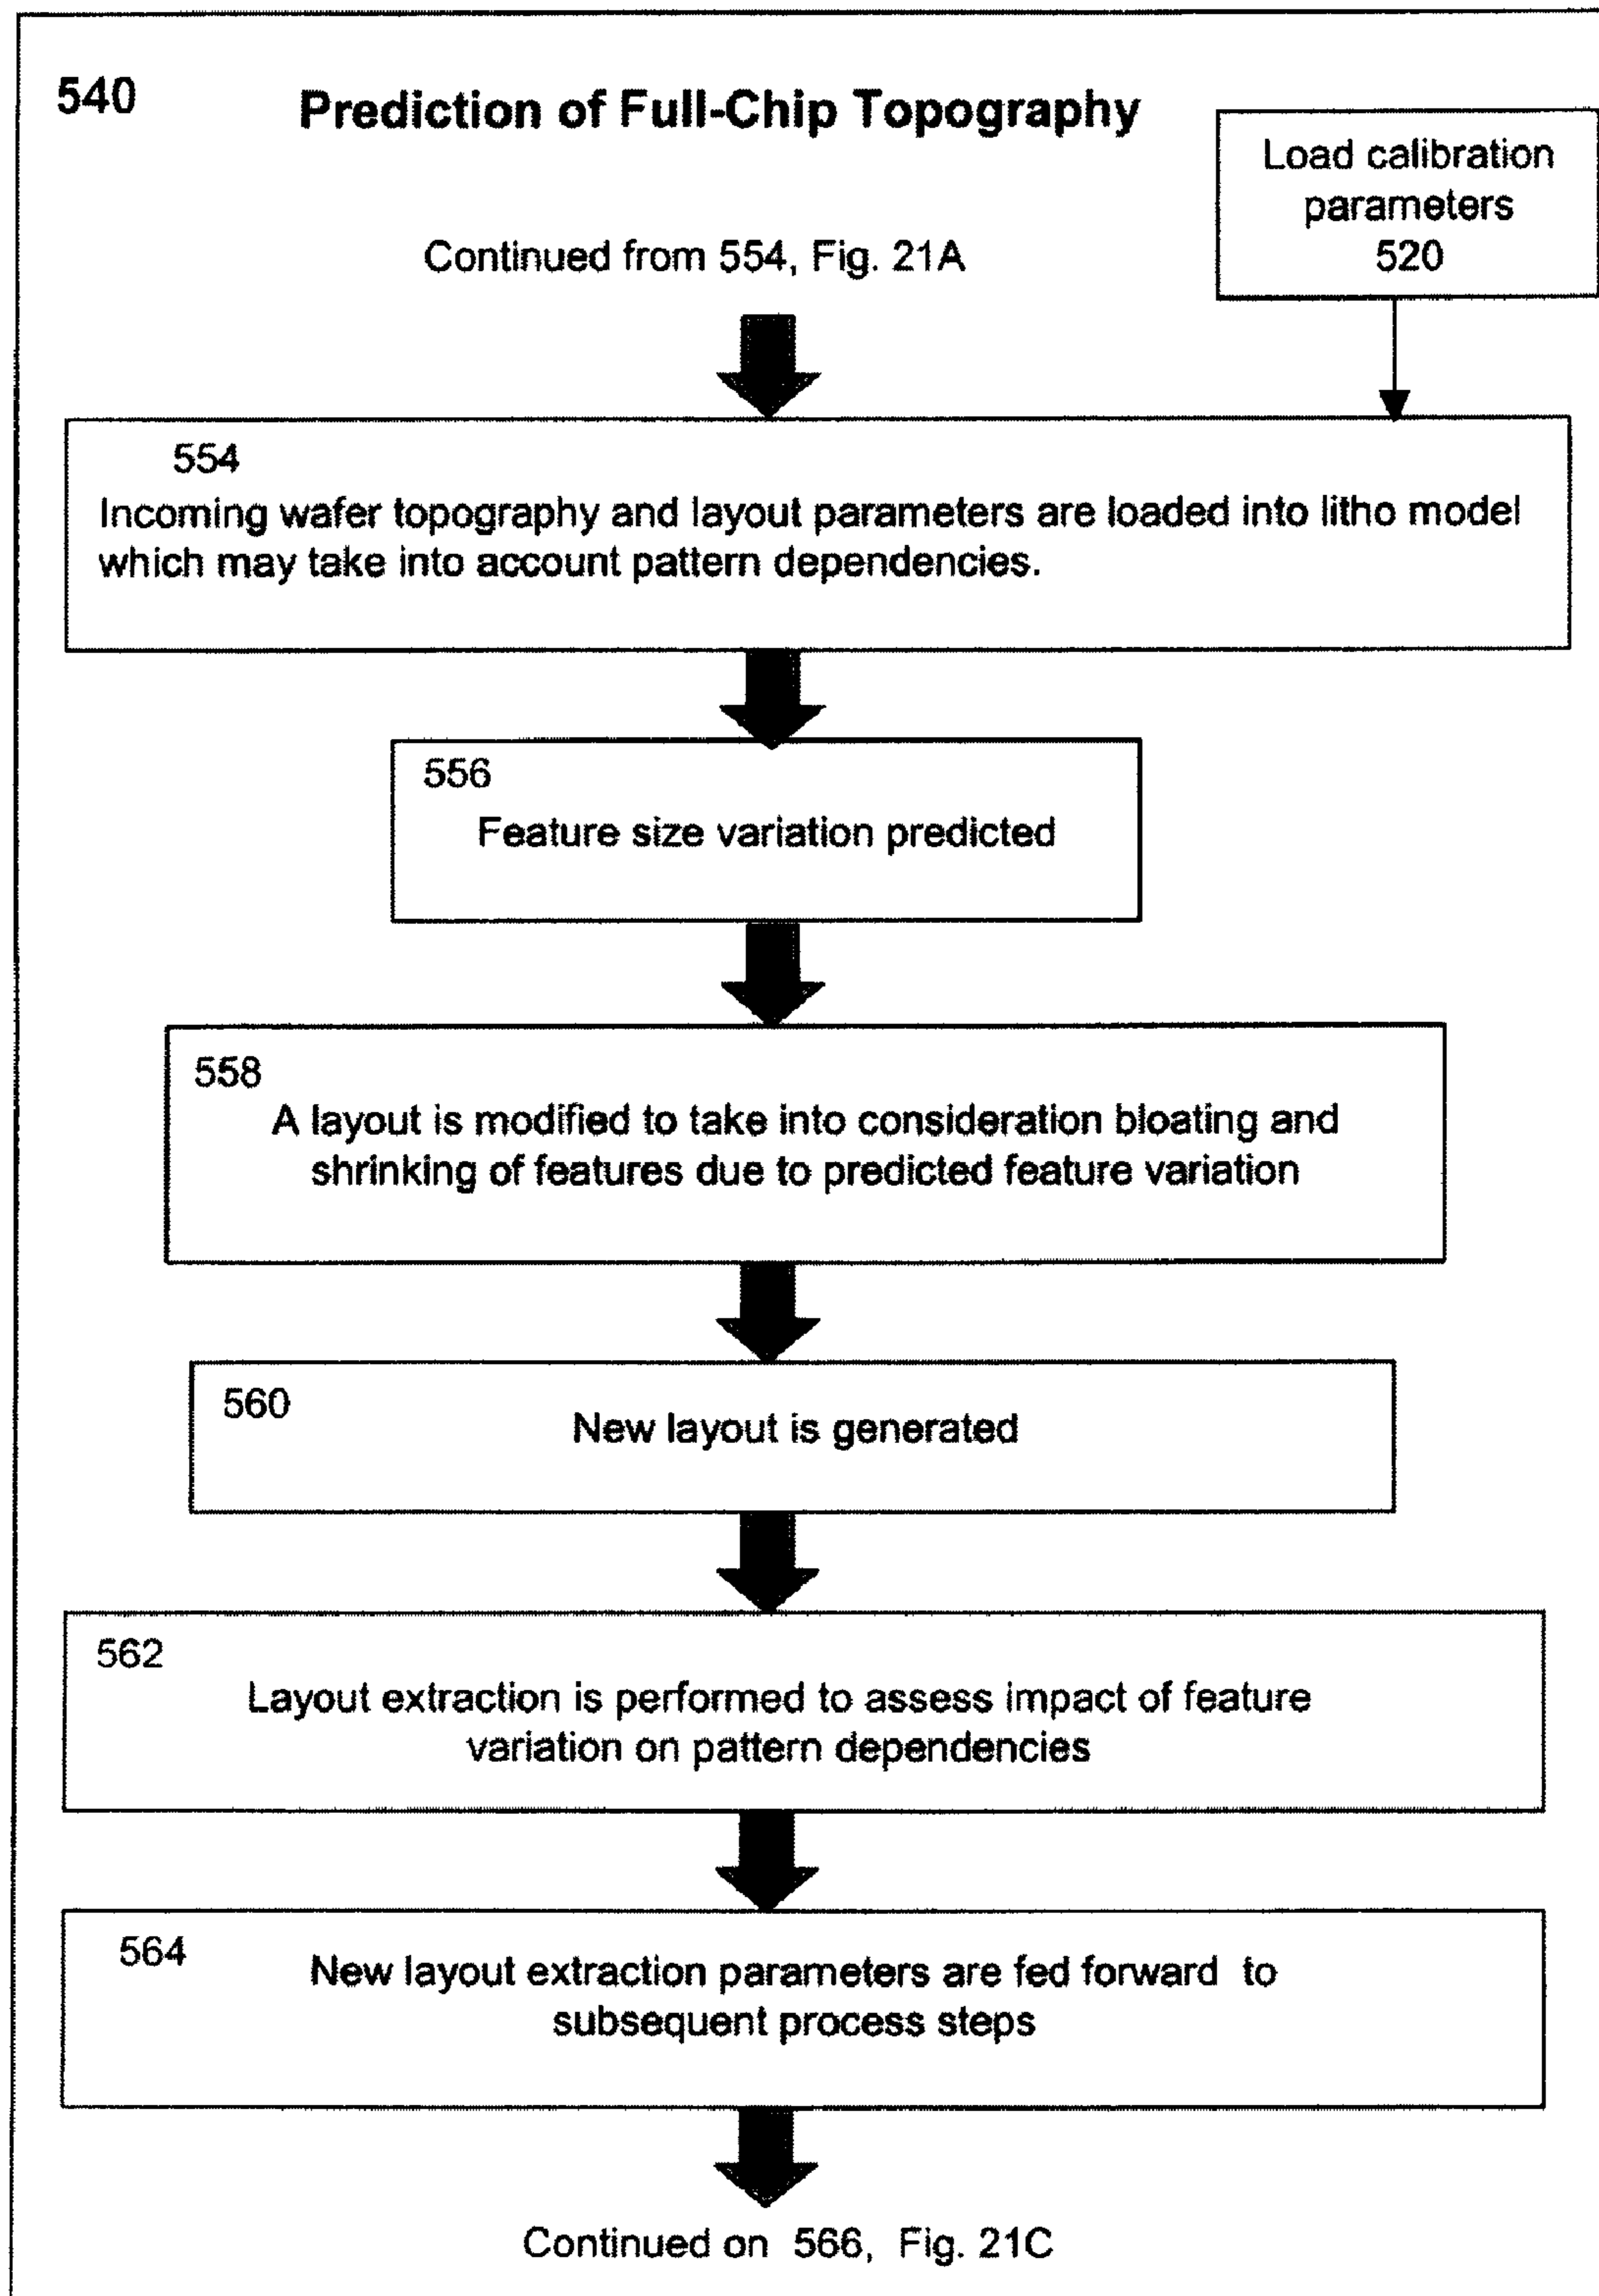 540
Prediction of Full-Chip Topography
Load calibration
parameters
520
Continued from 554, Fig. 21A
554
Incoming wafer topography and layout parameters are loaded into litho model
which may take into account pattern dependencies.
556
Feature size variation predicted
558
A layout is modified to take into consideration bloating and
shrinking of features due to predicted feature variation
560
New layout is generated
562
Layout extraction is performed to assess impact of feature
variation on pattern dependencies
564
New layout extraction parameters are fed forward to
subsequent process steps
Continued on 566, Fig. 21C